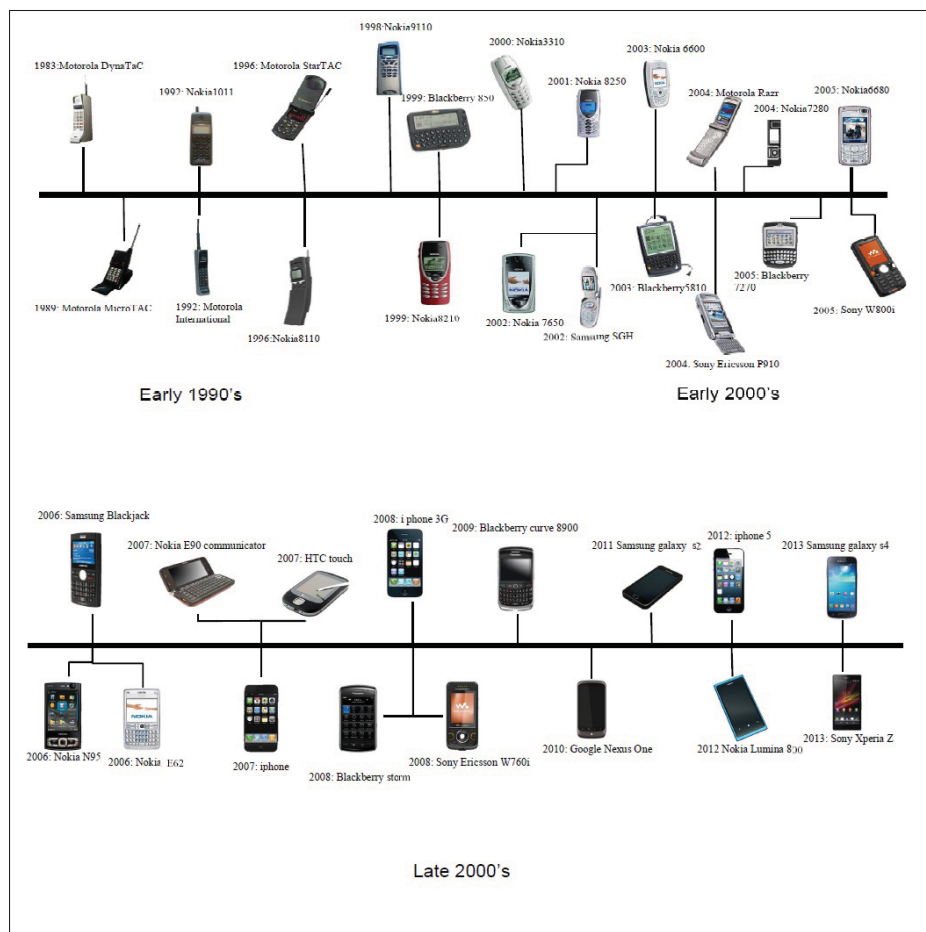 1998:Nokia9110
2000: Nokia3310
2003: Nokia 6600
1983:Motorola DynaTaC
1996: Motorola StarTAC
1992: Nokia1011
1999: Blackberry 850
2001: Nokia 8250
2004: Motorola Razr
2004: Nokia7280
2005: Nokia6680
NOKIA
1989: Motorola MicroTAC
1992: Motorola
International
1996:Nokia8110
1999: Nokia8210
2002: Nokia 7650
2002: Samsung SGH
2003: Blackberry5810
2004. Sony Ericsson P910
2005: Blackberry
7270
2005: Sony W800i
Early 1990's
Early 2000's
2006: Samsung Blackjack
2007: Nokia E90 communicator
2007: HTC touch
2008: i phone 3G
2009: Blackberry curve 8900
2011 Samsung galaxy s2
2012: iphone 5
2013 Samsung galaxy s4
NOKIA
2006: Nokia N95
2006: Nokia E62
2007: iphone
2008: Blackberry storm
2008: Sony Ericsson W760i
2010: Google Nexus One
2012 Nokia Lumina 800
2013: Sony Xperia Z
Late 2000's